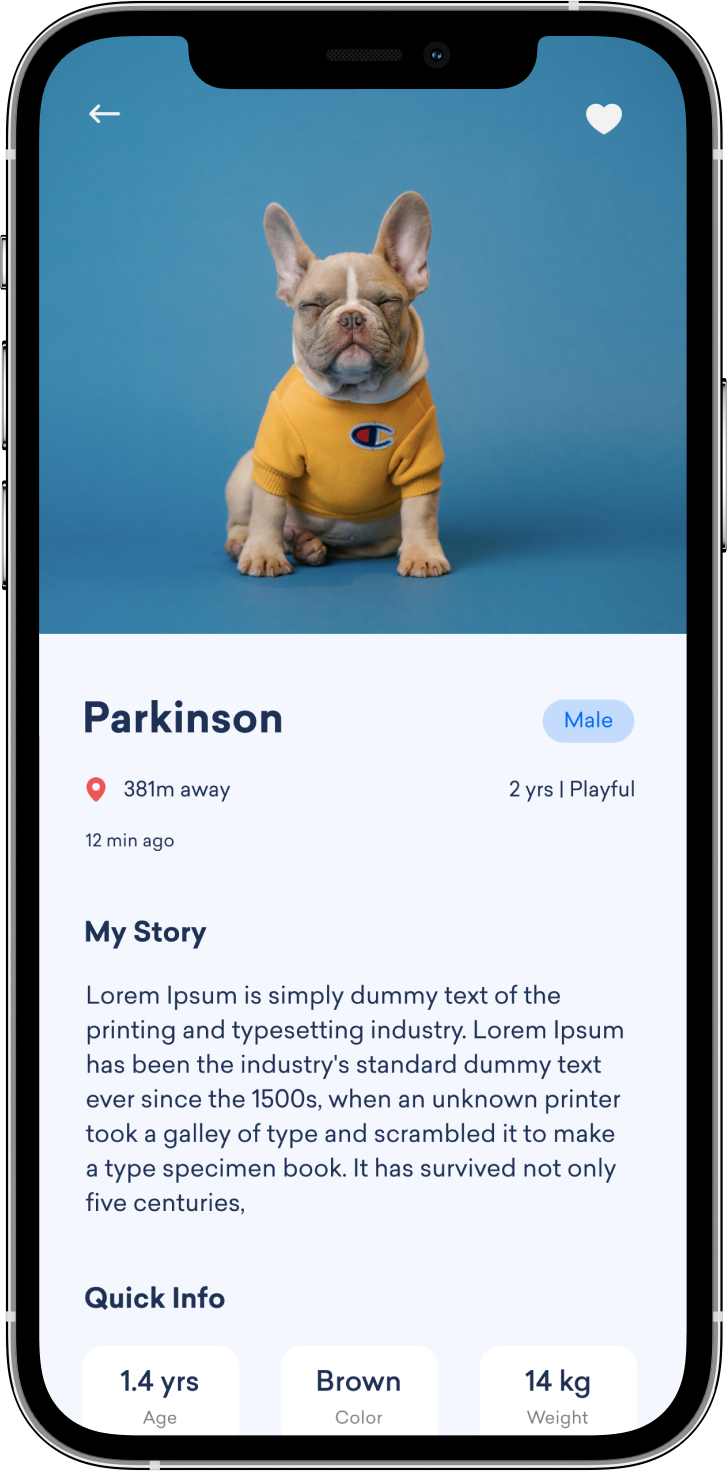 Parkinson
Male
381m away
2 yrs | Playful
12 min ago
My Story
Lorem Ipsum is simply dummy text of the
printing and typesetting industry. Lorem Ipsum
has been the industry's standard dummy text
ever since the 1500s, when an unknown printer
took a galley of type and scrambled it to make
a type specimen book. It has survived not only
five centuries,
Quick Info
1.4 yrs
Brown
14 kg
Age
Color
Weight